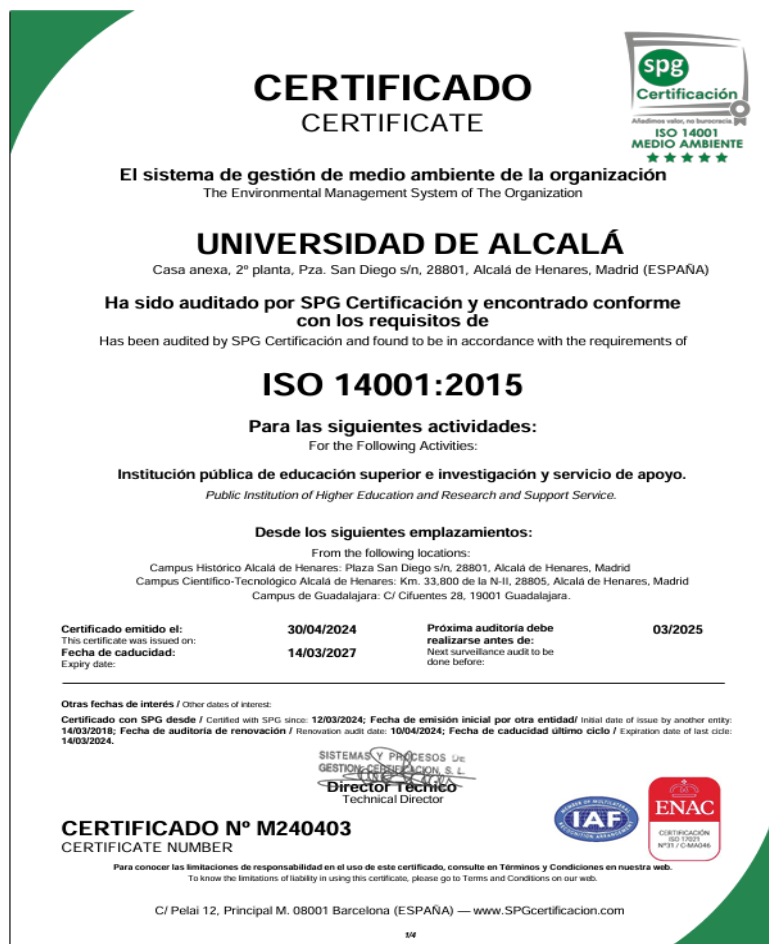 CERTIFICADO
CERTIFICATE
spg
Certificación
Añadimos valor, no burocracia.
ISO 14001
MEDIO AMBIENTE
El sistema de gestión de medio ambiente de la organización
The Environmental Management System of The Organization
UNIVERSIDAD DE ALCALÁ
Casa anexa, 2º planta, Pza. San Diego s/n, 28801, Alcalá de Henares, Madrid (ESPAÑA)
Ha sido auditado por SPG Certificación y encontrado conforme
con los requisitos de
Has been audited by SPG Certificación and found to be in accordance with the requirements of
ISO 14001:2015
Para las siguientes actividades:
For the Following Activities:
Institución pública de educación superior e investigación y servicio de apoyo.
Public Institution of Higher Education and Research and Support Service.
Desde los siguientes emplazamientos:
From the following locations:
Campus Histórico Alcalá de Henares: Plaza San Diego s/n, 28801, Alcalá de Henares, Madrid
Campus Científico-Tecnológico Alcalá de Henares: Km. 33,800 de la N-II, 28805, Alcalá de Henares, Madrid
Campus de Guadalajara: C/ Cifuentes 28, 19001 Guadalajara.
Certificado emitido el: 30/04/2024
This certificate was issued on:
Fecha de caducidad: 14/03/2027
Expiry date:
Próxima auditoría debe 03/2025
realizarse antes de:
Next surveillance audit to be
done before:
Otras fechas de interés / Other dates of interest:
Certificado con SPG desde / Certified with SPG since: 12/03/2024; Fecha de emisión inicial por otra entidad/ Initial date of issue by another entity:
14/03/2018; Fecha de auditoría de renovación / Renovation audit date: 10/04/2024; Fecha de caducidad último ciclo / Expiration date of last cicle:
14/03/2024.
SISTEMAS Y PROCESOS DE
GESTION: CERTIFICACION, S. L.
Director Técnico
Technical Director
MEMBER OF MULTILATERAL
IAF
RECOGNITION ARRANGEMENT
ENAC
CERTIFICACIÓN
ISO 17021
Nº31 / C-MA046
CERTIFICADO Nº M240403
CERTIFICATE NUMBER
Para conocer las limitaciones de responsabilidad en el uso de este certificado, consulte en Términos y Condiciones en nuestra web.
To know the limitations of liability in using this certificate, please go to Terms and Conditions on our web.
C/ Pelai 12, Principal M. 08001 Barcelona (ESPAÑA) — www.SPGcertificacion.com
1/4